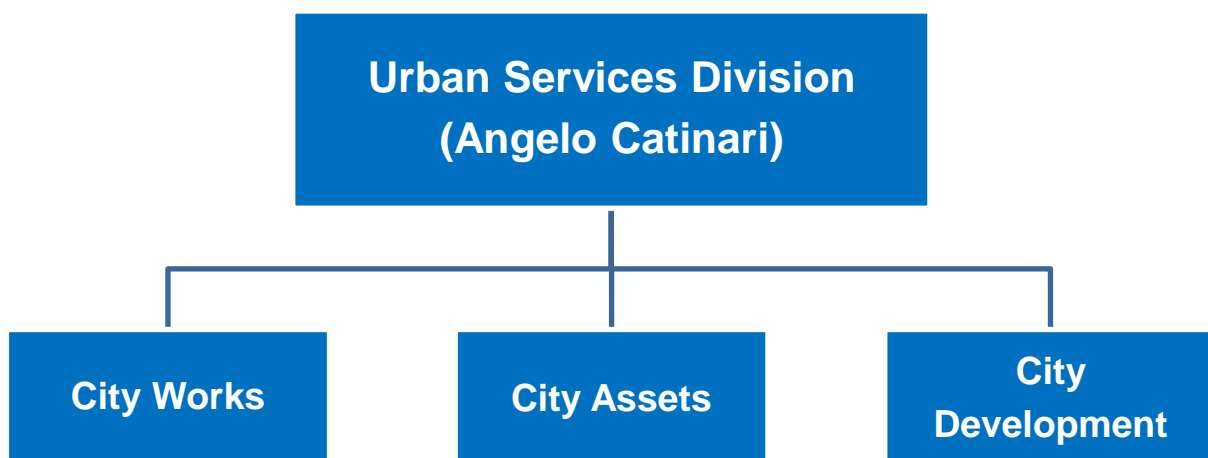 Urban Services Division
(Angelo Catinari)
City Works
City Assets
City
Development